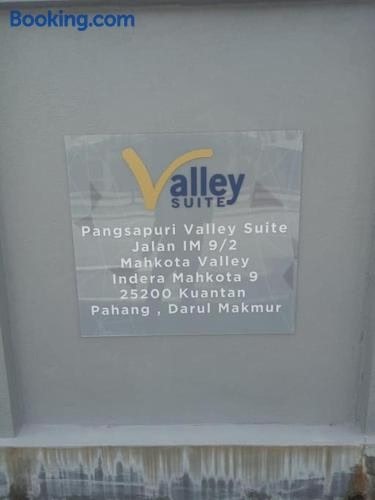 Booking.com
Valley
SUITE
Pangsapuri Valley Suite
Jalan IM 9/2
Mahkota Valley
Indera Mahkota 9
25200 Kuantan
Pahang , Darul Makmur